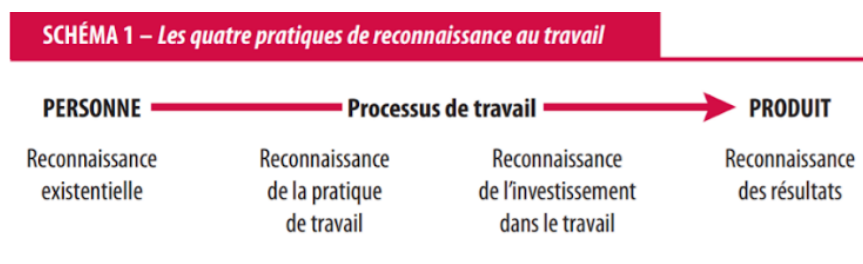 SCHÉMA 1 – Les quatre pratiques de reconnaissance au travail
PERSONNE Processus de travail PRODUIT
Reconnaissance
existentielle
Reconnaissance
de la pratique
de travail
Reconnaissance
de l'investissement
dans le travail
Reconnaissance
des résultats